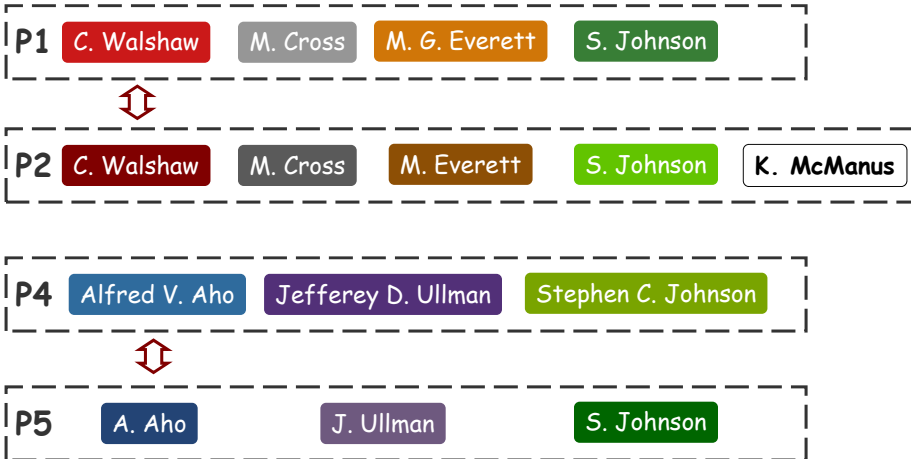 P1 C. Walshaw M. Cross M. G. Everett S. Johnson
P2 C. Walshaw M. Cross M. Everett S. Johnson K. McManus
P4 Alfred V. Aho Jefferey D. Ullman Stephen C. Johnson
P5 A. Aho J. Ullman S. Johnson